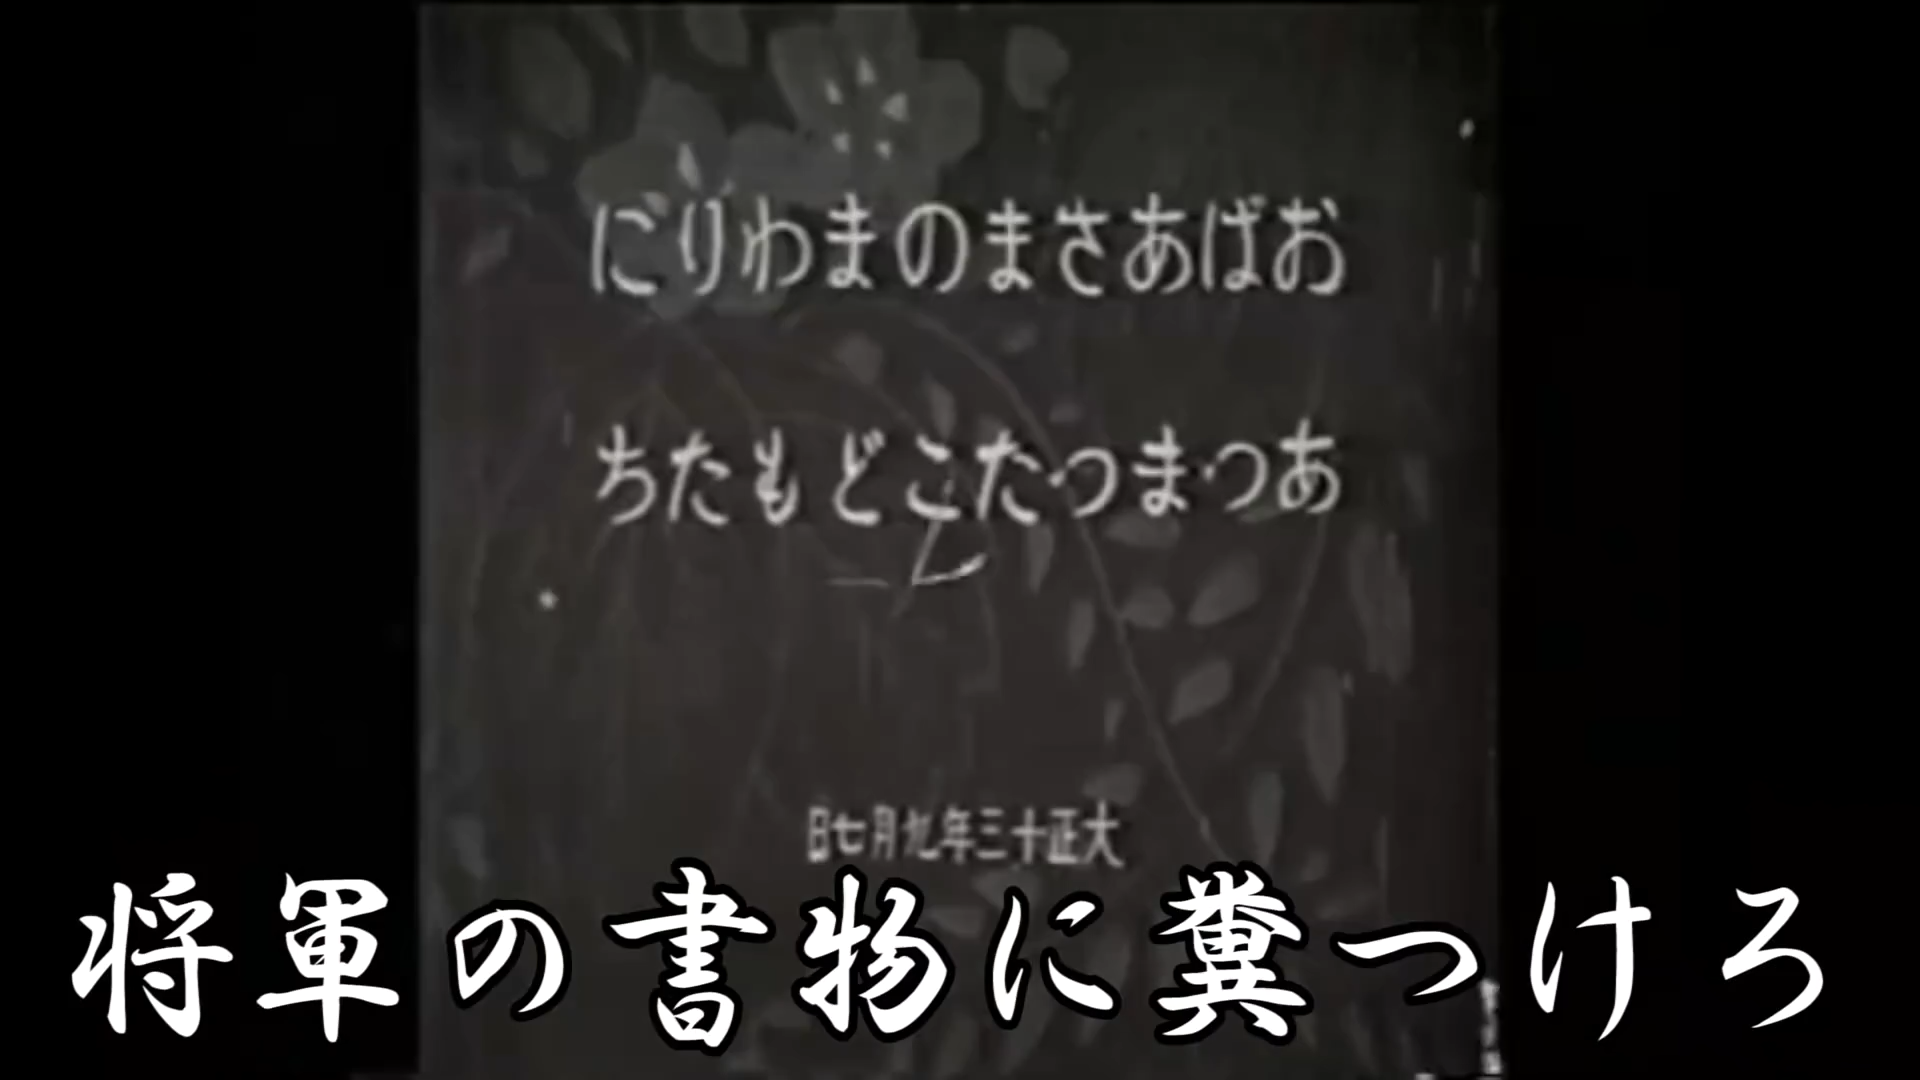 おばあさまのまわりに
あつまつたこどもたち
大正十三年九月七日
将軍の書物に糞つけろ